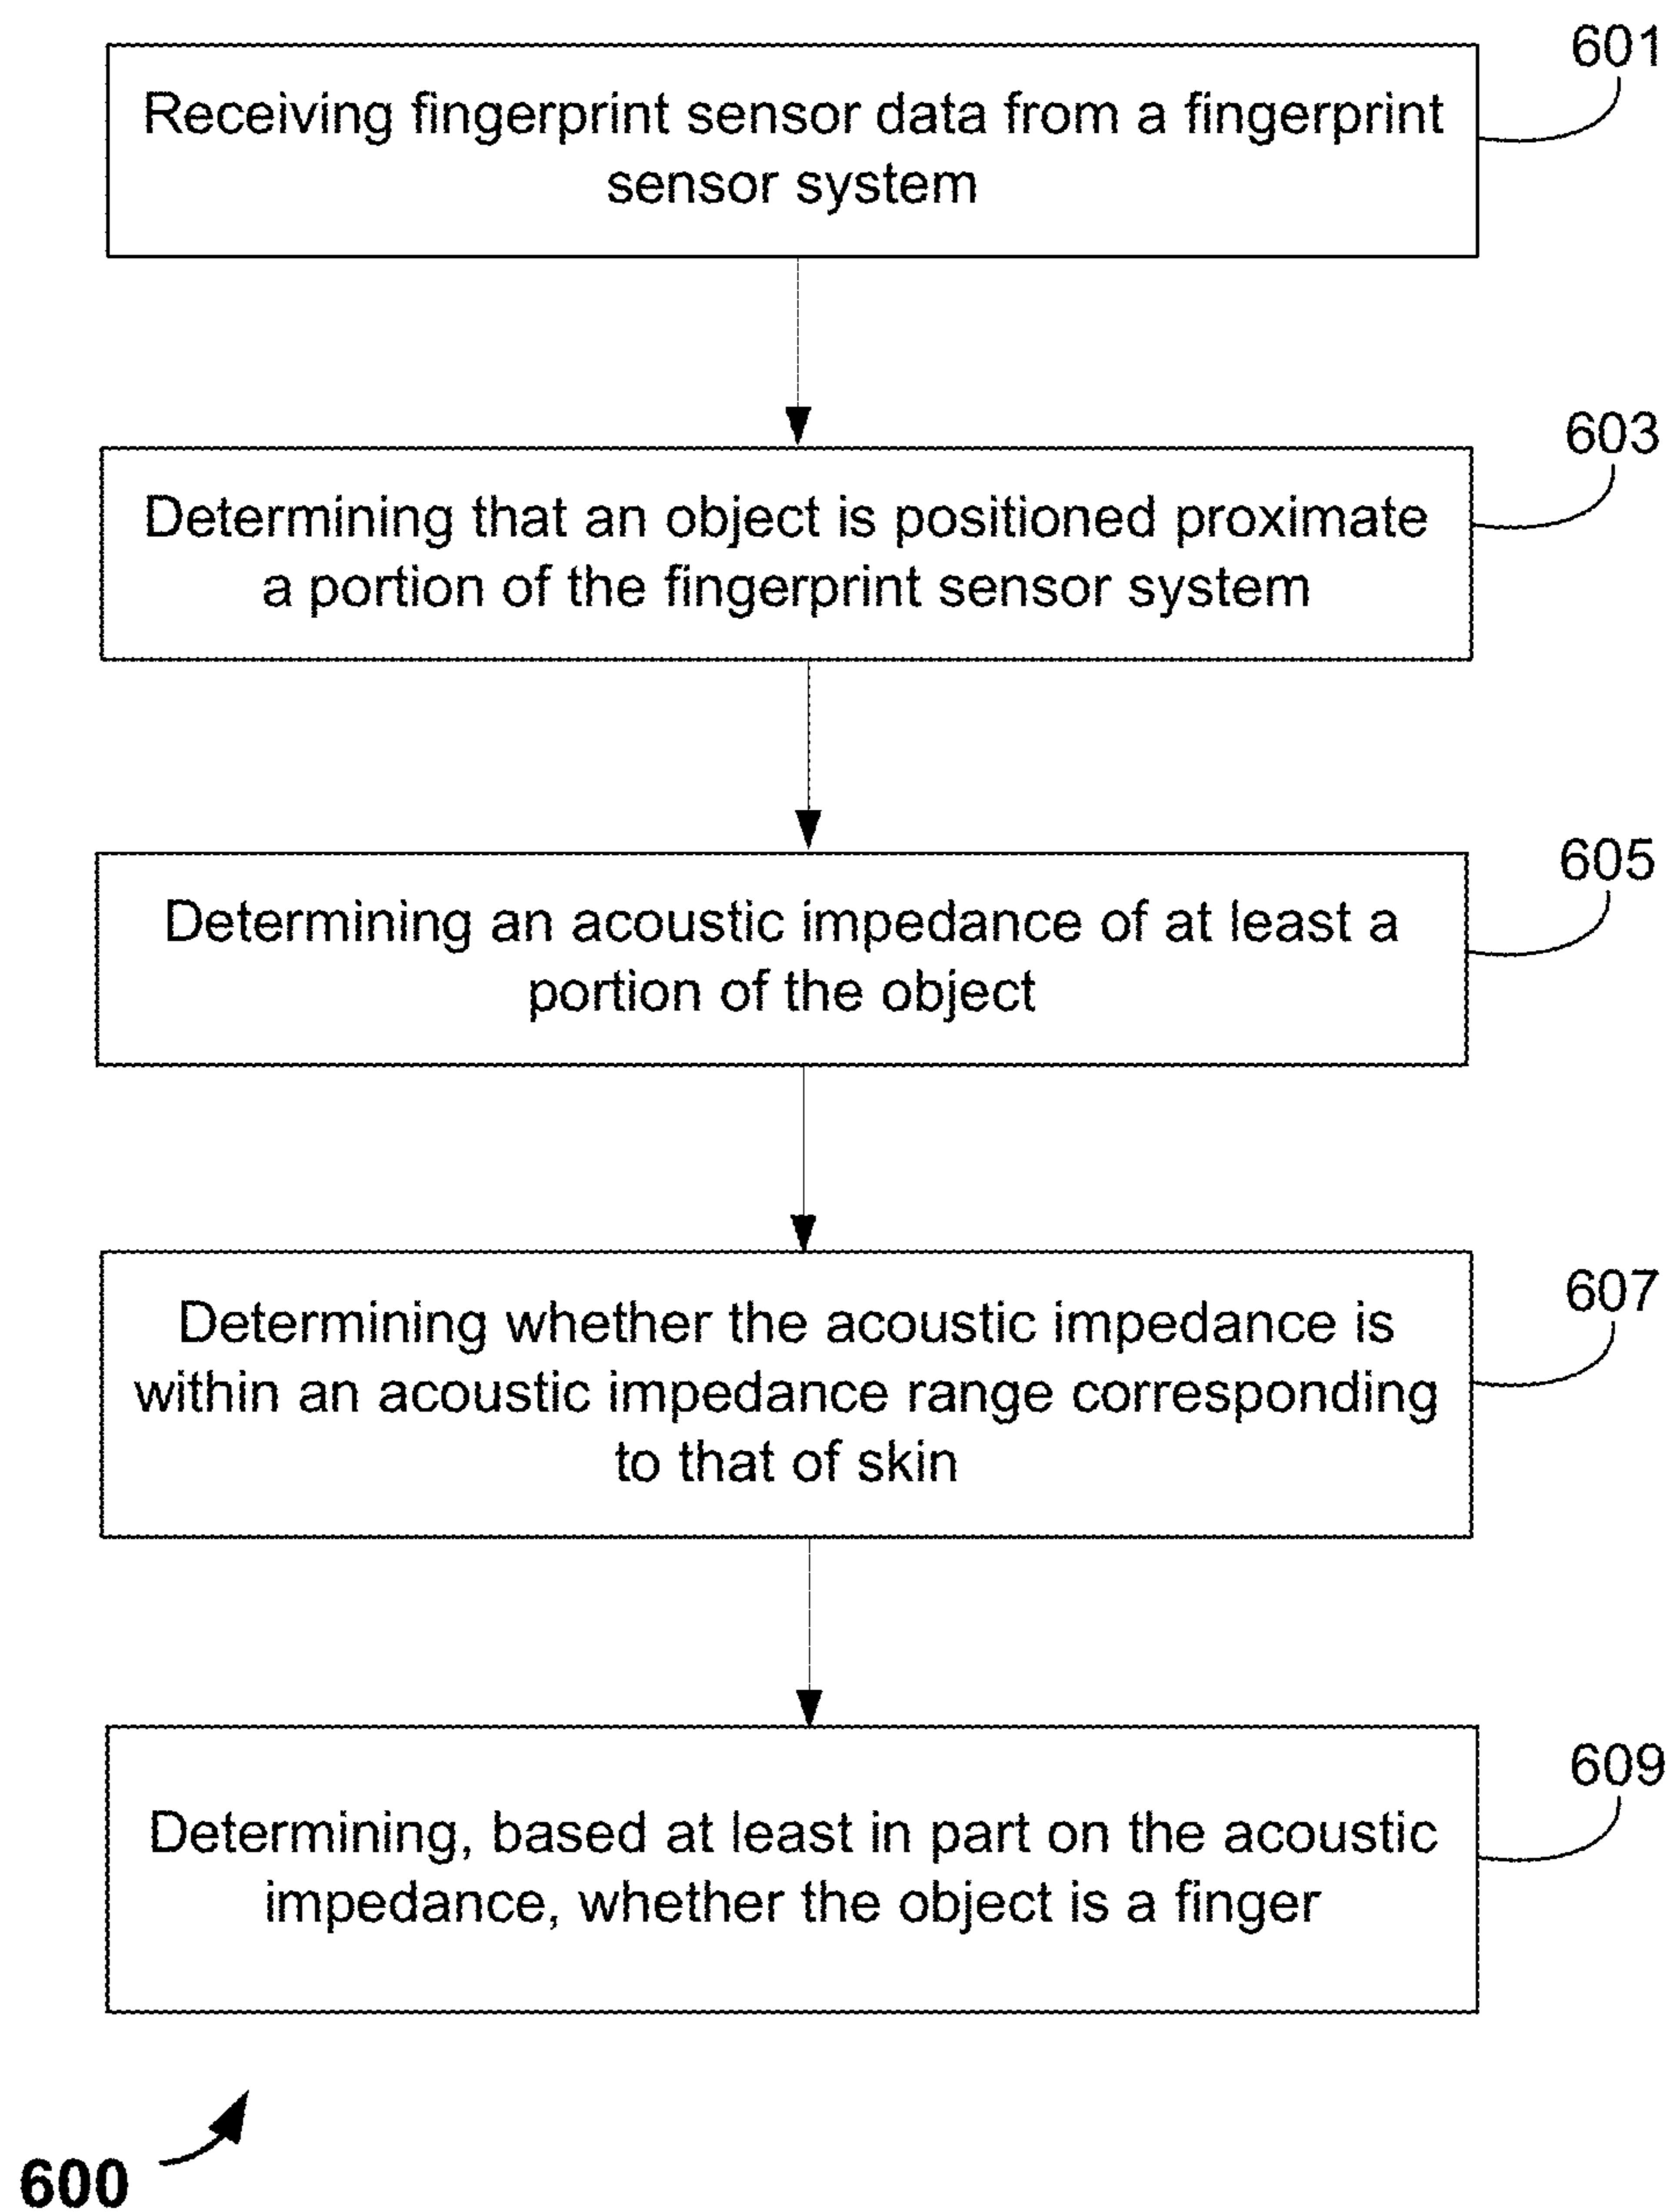 601
Receiving fingerprint sensor data from a fingerprint
sensor system
603
Determining that an object is positioned proximate
a portion of the fingerprint sensor system
605
Determining an acoustic impedance of at least a
portion of the object
607
Determining whether the acoustic impedance is
within an acoustic impedance range corresponding
to that of skin
609
Determining, based at least in part on the acoustic
impedance, whether the object is a finger
600